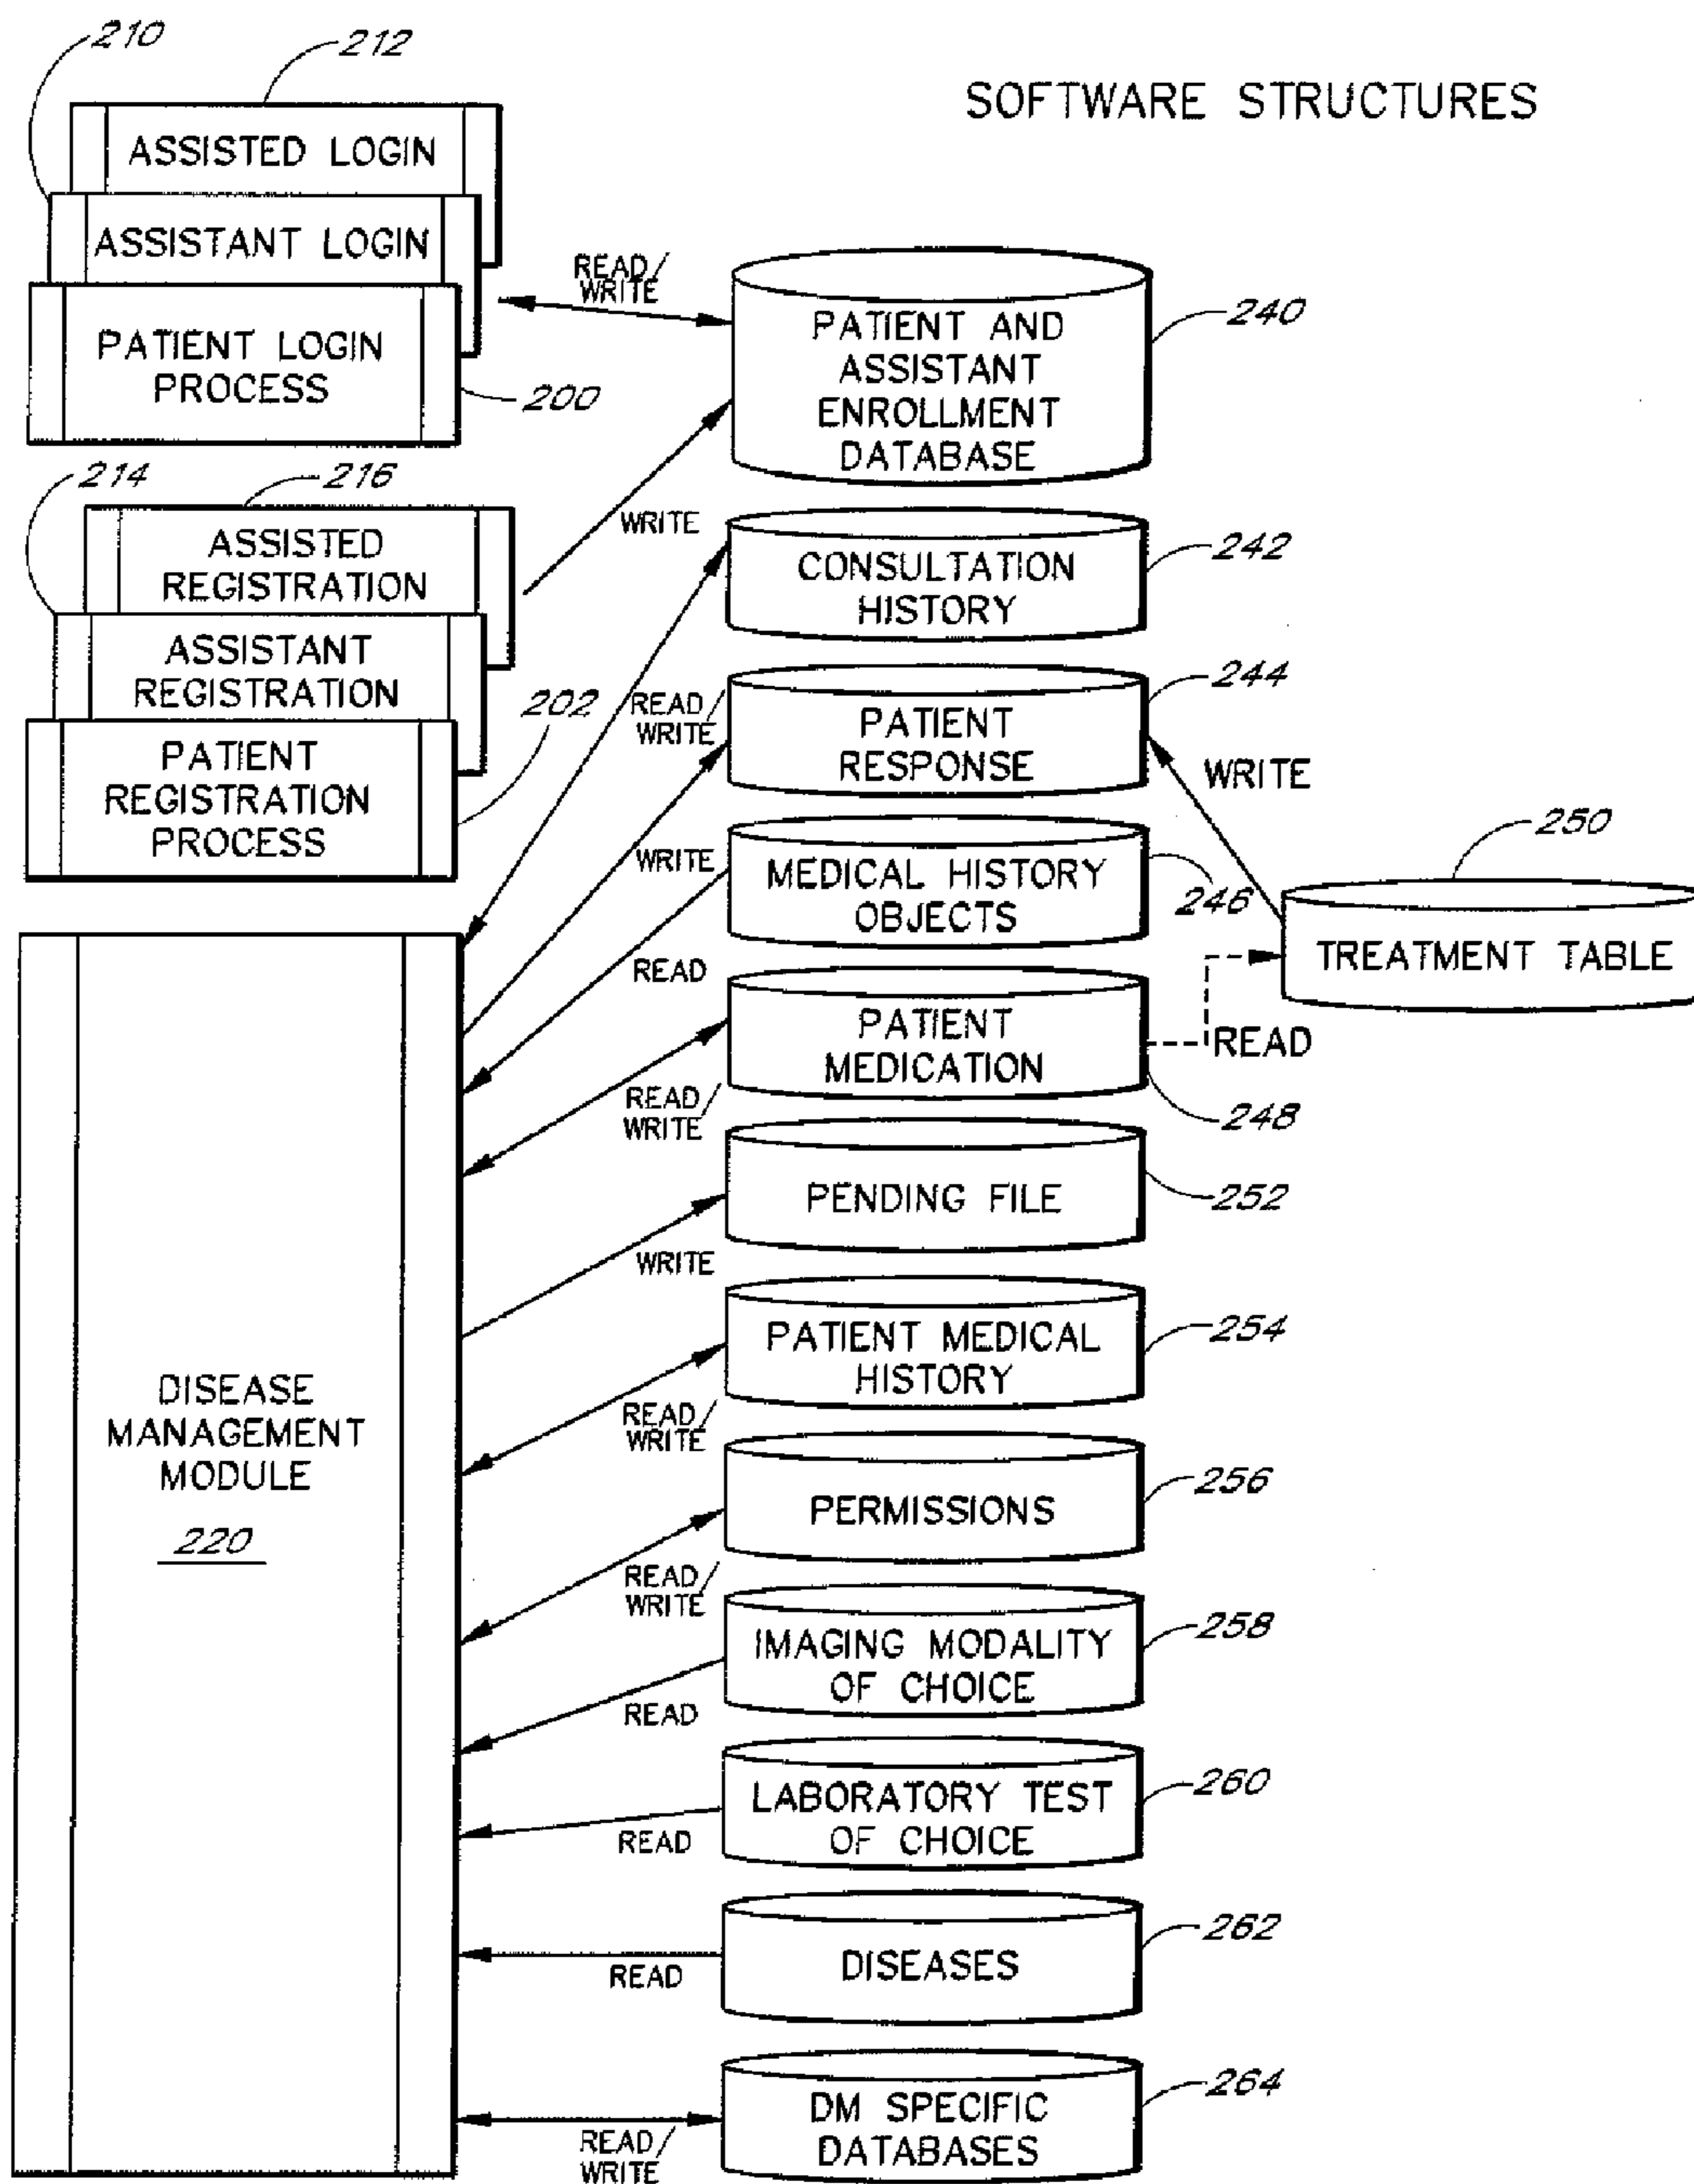 SOFTWARE STRUCTURES
210
212
ASSISTED LOGIN
ASSISTANT LOGIN
PATIENT LOGIN
PROCESS
200
READ/
WRITE
PATIENT AND
ASSISTANT
ENROLLMENT
DATABASE
240
214
216
ASSISTED
REGISTRATION
ASSISTANT
REGISTRATION
PATIENT
REGISTRATION
PROCESS
202
WRITE
CONSULTATION
HISTORY
242
READ/
WRITE
PATIENT
RESPONSE
244
WRITE
WRITE
MEDICAL HISTORY
OBJECTS
246
250
TREATMENT TABLE
READ
PATIENT
MEDICATION
248
READ
READ/
WRITE
PENDING FILE
252
WRITE
PATIENT MEDICAL
HISTORY
254
READ/
WRITE
DISEASE
MANAGEMENT
MODULE
220
PERMISSIONS
256
READ/
WRITE
IMAGING MODALITY
OF CHOICE
258
READ
LABORATORY TEST
OF CHOICE
260
READ
DISEASES
262
READ
DM SPECIFIC
DATABASES
264
READ/
WRITE